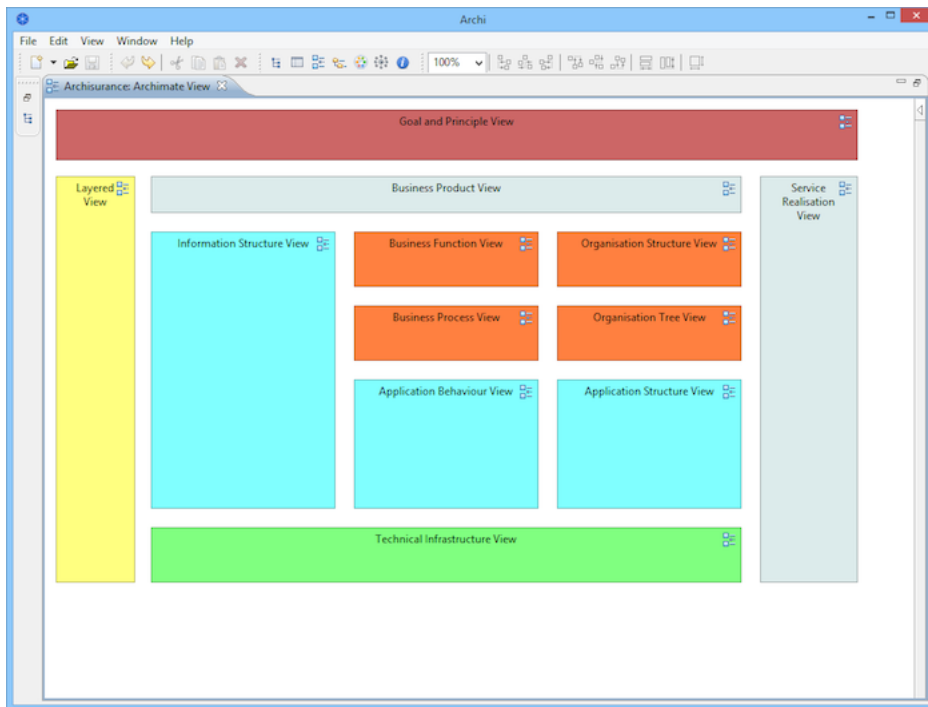 Archi
File Edit View Window Help
100%
Archisurance: Archimate View
Goal and Principle View
Layered
View
Business Product View
Service
Realisation
View
Information Structure View
Business Function View
Organisation Structure View
Business Process View
Organisation Tree View
Application Behaviour View
Application Structure View
Technical Infrastructure View